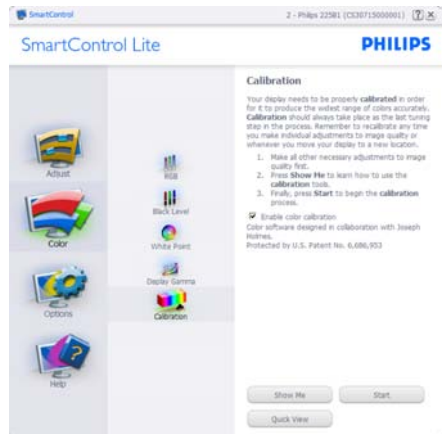 SmartControl
2 - Philips 225B1 (CS30715000001)
SmartControl Lite
PHILIPS
Adjust
Color
Options
Help
RGB
Black Level
White Point
Display Gamma
Calibration
Calibration
Your display needs to be properly calibrated in order
for it to produce the widest range of colors accurately.
Calibration should always take place as the last tuning
step in the process. Remember to recalibrate any time
you make individual adjustments to image quality or
whenever you move your display to a new location.
1. Make all other necessary adjustments to image
quality first.
2. Press Show Me to learn how to use the
calibration tools.
3. Finally, press Start to begin the calibration
process.
Enable color calibration
Color software designed in collaboration with Joseph
Holmes.
Protected by U.S. Patent No. 6,686,953
Show Me
Start
Quick View